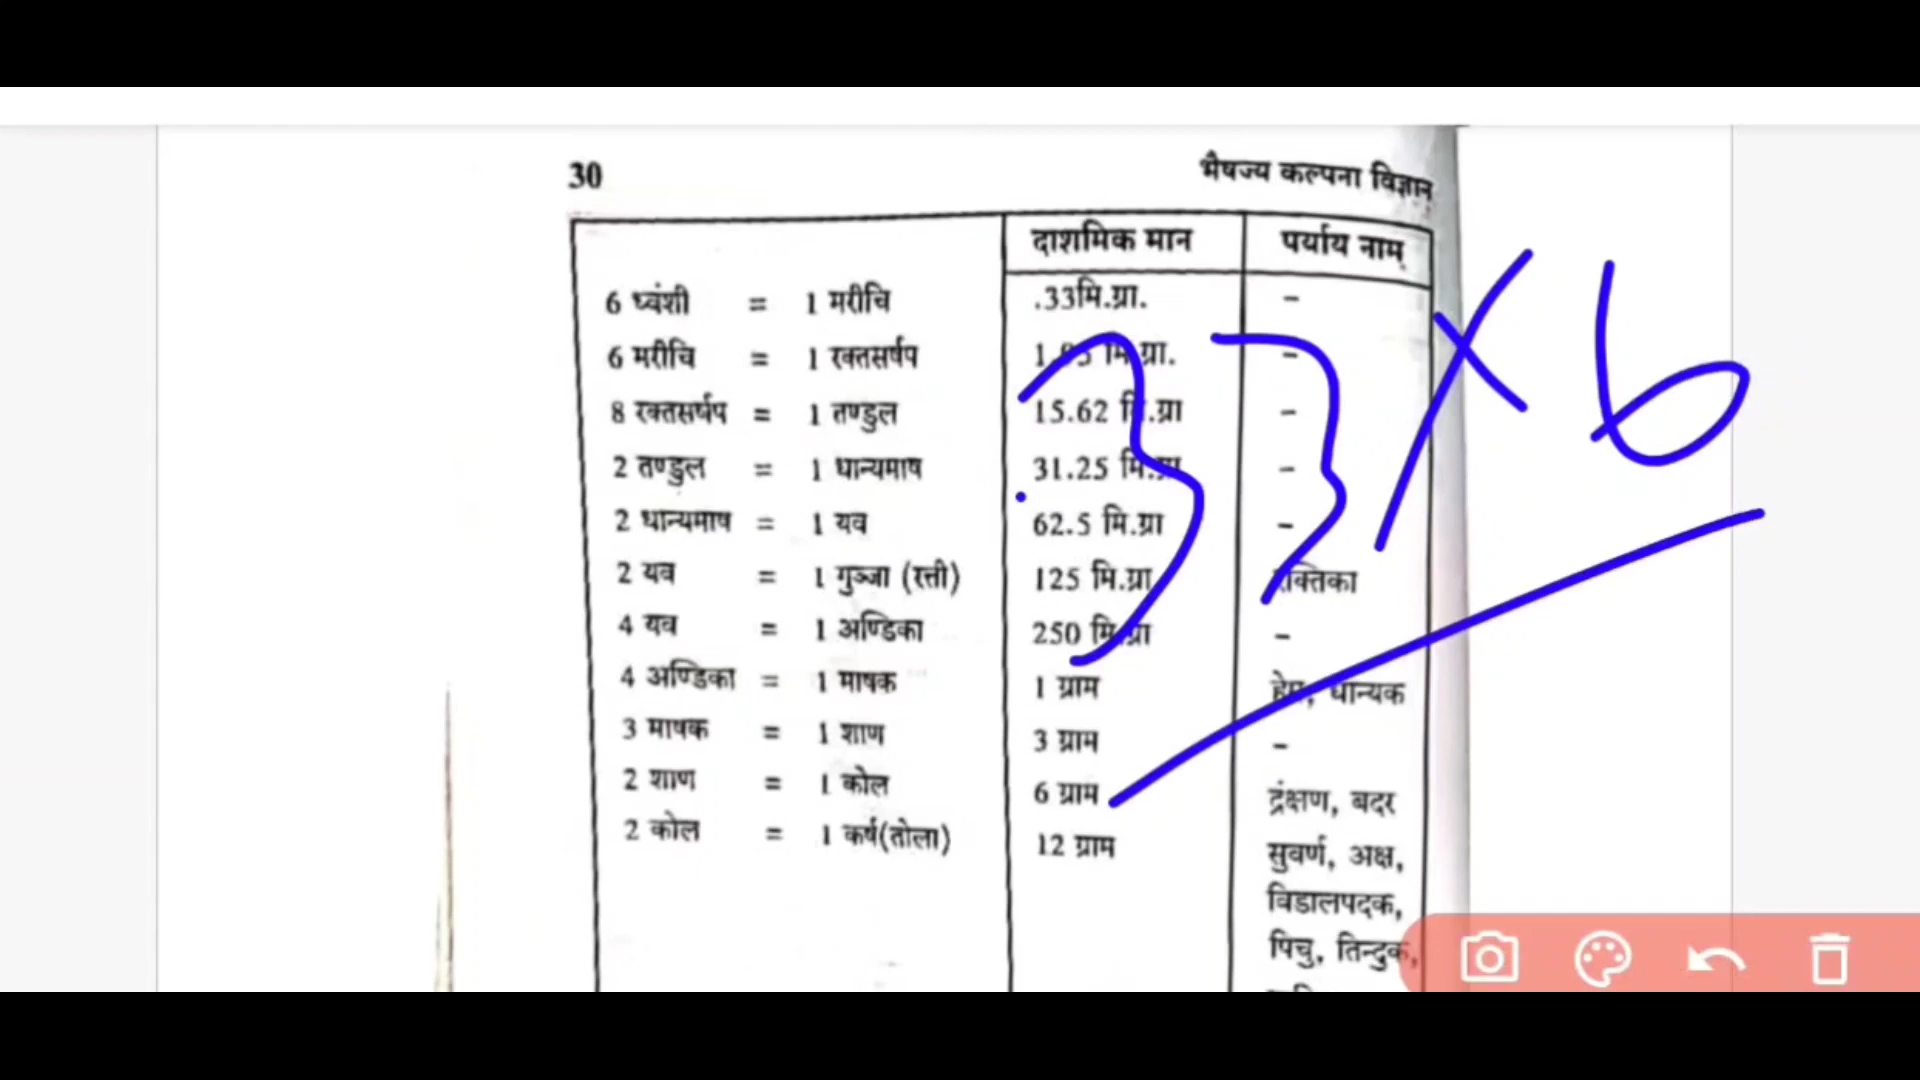 30 भैषज्य कल्पना विज्ञान
दाशमिक मान पर्याय नाम्
6 ध्वंशी = 1 मरीचि .33मि.ग्रा. –
6 मरीचि = 1 रक्तसर्षप मि.ग्रा. –
8 रक्तसर्षप = 1 तण्डुल 15.62 मि.ग्रा –
2 तण्डुल = 1 धान्यमाष 31.25 मि.ग्रा –
2 धान्यमाष = 1 यव 62.5 मि.ग्रा –
2 यव = 1 गुञ्जा (रत्ती) 125 मि.ग्रा रक्तिका
4 यव = 1 अण्डिका 250 मि.ग्रा –
4 अण्डिका = 1 माषक 1 ग्राम हेम, धान्यक
3 माषक = 1 शाण 3 ग्राम –
2 शाण = 1 कोल 6 ग्राम द्रंक्षण, बदर
2 कोल = 1 कर्ष(तोला) 12 ग्राम सुवर्ण, अक्ष,
विडालपदक,
पिचु, तिन्दुक,
.33 × 6